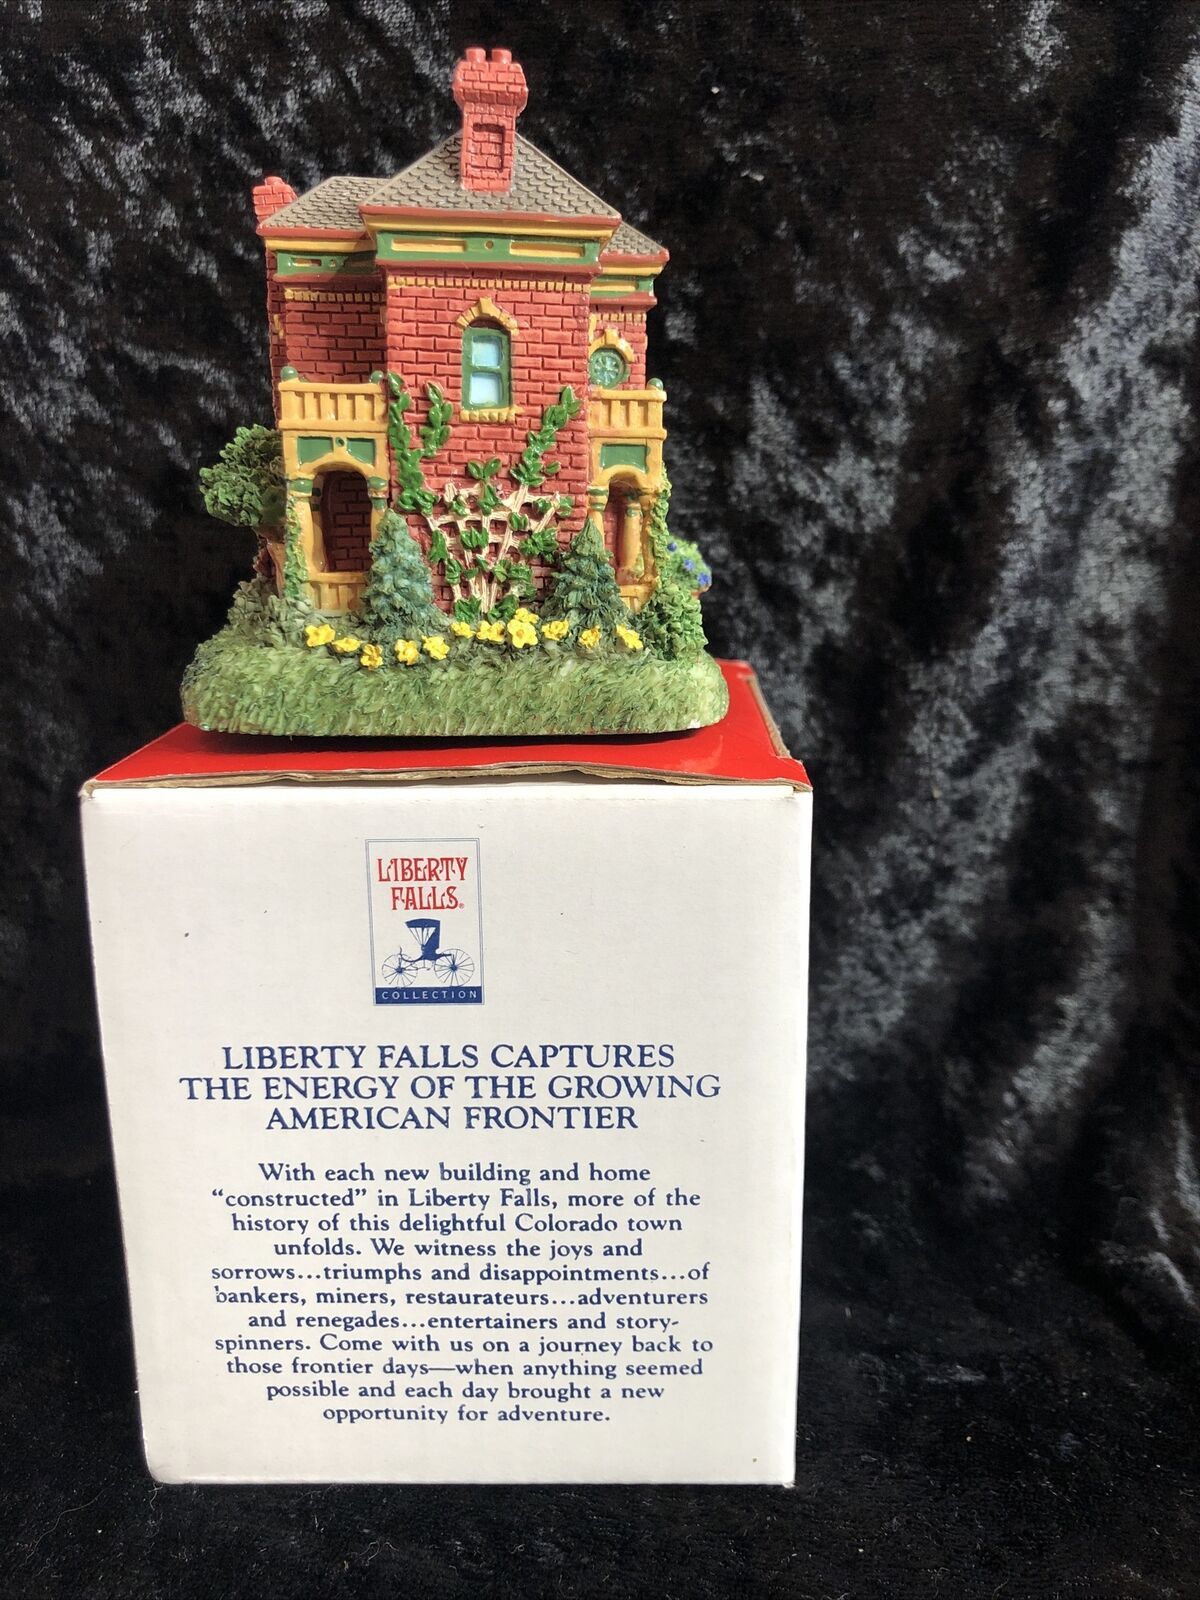 LIBERTY
FALLS®
COLLECTION
LIBERTY FALLS CAPTURES
THE ENERGY OF THE GROWING
AMERICAN FRONTIER
With each new building and home
“constructed” in Liberty Falls, more of the
history of this delightful Colorado town
unfolds. We witness the joys and
sorrows...triumphs and disappointments...of
bankers, miners, restaurateurs...adventurers
and renegades...entertainers and story-
spinners. Come with us on a journey back to
those frontier days—when anything seemed
possible and each day brought a new
opportunity for adventure.